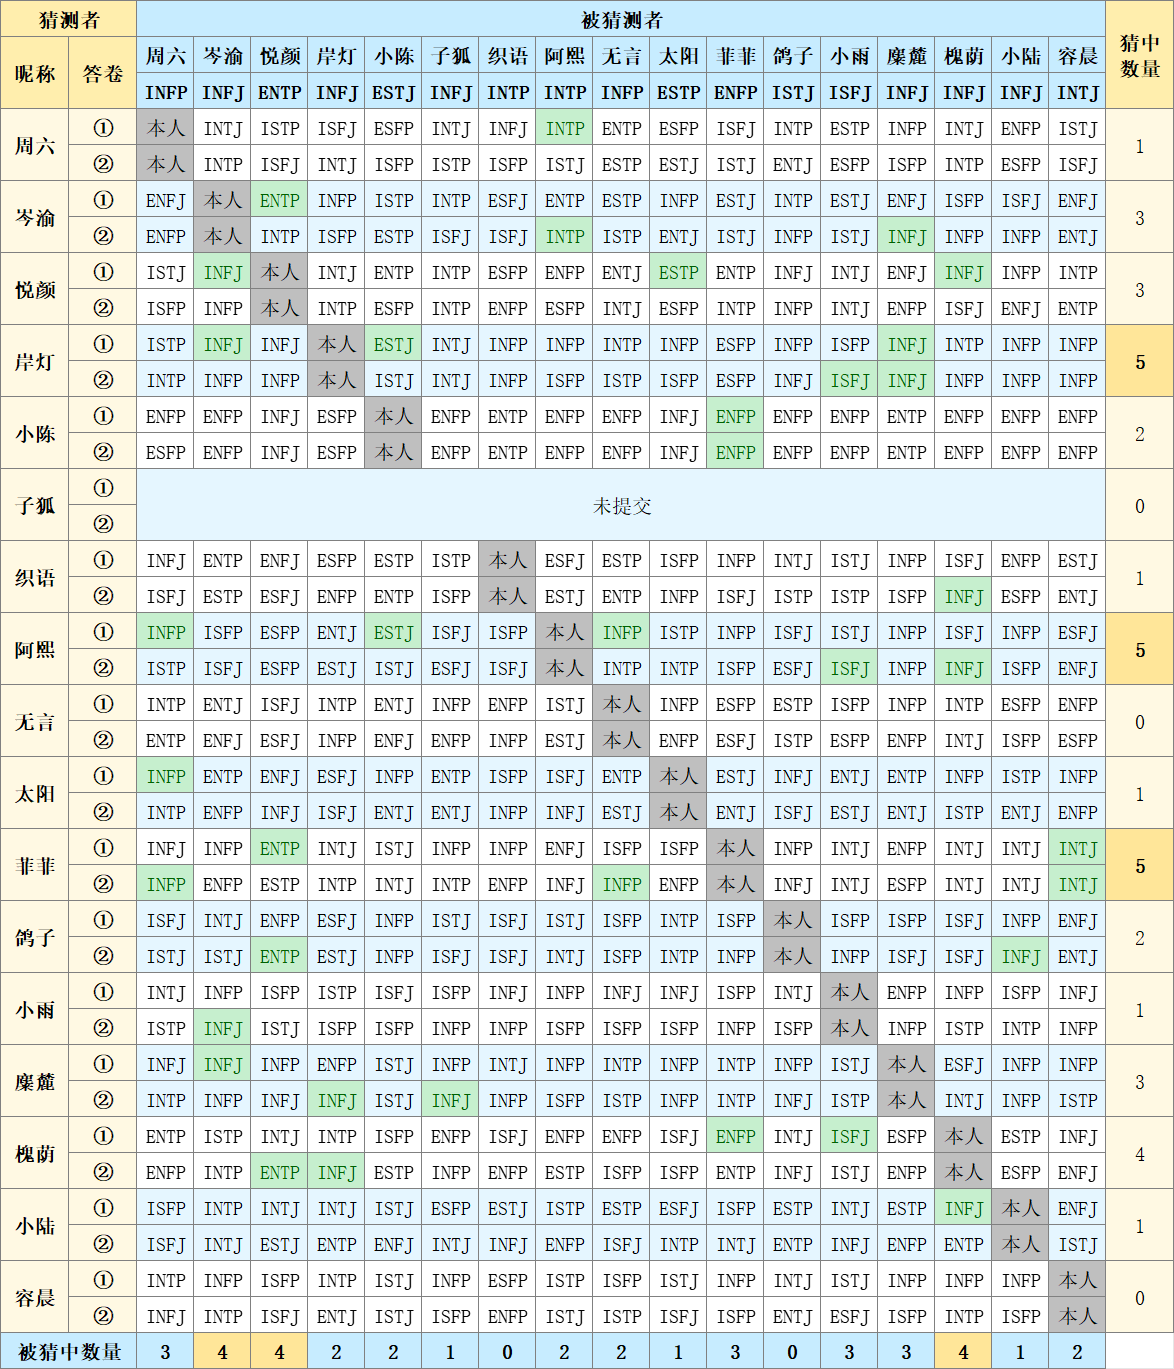 猜测者 被猜测者 猜中数量
昵称 答卷 周六 岑渝 悦颜 岸灯 小陈 子狐 织语 阿熙 无言 太阳 菲菲 鸽子 小雨 麋麓 槐荫 小陆 容晨
INFP INFJ ENTP INFJ ESTJ INFJ INTP INTP INFP ESTP ENFP ISTJ ISFJ INFJ INFJ INFJ INTJ
周六 ① 本人 INTJ ISTP ISFJ ESFP INTJ INFJ INTP ENTP ESFP ISFJ INTP ESTP INFP INTJ ENFP ISTJ 1
② 本人 INTP ISFJ INTJ ISFP ISTP ISFP ISTJ ESTP ESTJ ISTJ ENTJ ESFP ISFP INTP ESFP ISFJ
岑渝 ① ENFJ 本人 ENTP INFP ISTP INTP ESFJ ENTP ESTP INFP ESTJ INTP ESTJ ENFJ ISFP ISFJ ENFJ 3
② ENFP 本人 INTP ISFP ESTP ISFJ ISFJ INTP ISTP ENTJ ISTJ INFP ISTJ INFJ INFP INFP ENTJ
悦颜 ① ISTJ INFJ 本人 INTJ ENTP INTP ESFP ENFP ENTJ ESTP ENTP INFJ INTJ ENFJ INFJ INFP INTP 3
② ISFP INFP 本人 INTP ESFP INTP ENFP ESFP INTJ ESFP INTP INFP INTJ ENFP ISFJ ENFJ ENTP
岸灯 ① ISTP INFJ INFJ 本人 ESTJ INTJ INFP INFP INTP INFP ESFP INFP ISFP INFJ INTP INFP INFP 5
② INTP INFP INFP 本人 ISTJ INTJ INFP ISFP ISTP ISFP ESFP INFJ ISFJ INFJ INFP INFP INFP
小陈 ① ENFP ENFP INFJ ESFP 本人 ENFP ENTP ENFP ENFP INFJ ENFP ENFP ENFP ENTP ENFP ENFP ENFP 2
② ESFP ENFP INFJ ESFP 本人 ENFP ENTP ENFP ENFP INFJ ENFP ENFP ENFP ENTP ENFP ENFP ENFP
子狐 ① 未提交 0
②
织语 ① INFJ ENTP ENFJ ESFP ESTP ISTP 本人 ESFJ ESTP ISFP INFP INTJ ISTJ INFP ISFJ ENFP ESTJ 1
② ISFJ ESTP ESFJ ENFP ENTP ISFP 本人 ESTJ ENTP INFP ISFJ ISTP ISTP ISFP INFJ ESFP ENTJ
阿熙 ① INFP ISFP ESFP ENTJ ESTJ ISFJ ISFP 本人 INFP ISTP INFP ISFJ ISTJ INFP ISFJ INFP ESFJ 5
② ISTP ISFJ ESFP ESTJ ISTJ ESFJ ISFJ 本人 INTP INTP ISFP ESFJ ISFJ INFP INFJ ISFP ENFJ
无言 ① INTP ENTJ ISFJ INTP ENTJ INFP ENFP ISTJ 本人 INFP ESFP ESTP ISFP INFP INTP ESFP ENFP 0
② ENTP ENFJ ESFJ INFP ENFJ ENFP INFP ESTJ 本人 ENFP ESFJ ISTP ESFP ENFP INTJ ISFP ESFP
太阳 ① INFP ENTP ENFJ ESFJ INFP ENTP ISFP ISFJ ENTP 本人 ESTJ INFJ ENTJ ENTP INFP ISTP INFP 1
② INTP ENFP INFJ ISFJ ENTJ ENTJ INFP INFJ ESTJ 本人 ENTJ ISFJ ESTJ ENTJ ISTP ENTJ ENFP
菲菲 ① INFJ INFP ENTP INTJ ISTJ INFP INFP ENFJ ISFP ISFP 本人 INFP INTJ ENFP INTJ INTJ INTJ 5
② INFP ENFP ESTP INTP INTJ INTP ENFP INFJ INFP ENFP 本人 INFJ INTJ ESFP INTJ INTJ INTJ
鸽子 ① ISFJ INTJ ENFP ESFJ INFP ISTJ ISFJ ISTJ ISFP INTP ISFP 本人 ISFP ISFP ISFJ INFP ENFJ 2
② ISTJ ISTJ ENTP ESTJ INFP ISFJ ISFJ INTJ ISFP INTP INFP 本人 INFP ISFJ ISFJ INFJ ENTJ
小雨 ① INTJ INFP ISFP ISTP ISFJ ISFP INFJ INFP INFJ INFJ ISFP INTJ 本人 ENFP INFP ISFP INFJ 1
② ISTP INFJ ISTJ ISFP ISFP INFP INFP ISFP ISFP ISFP INFP ISFP 本人 INFP ISTP INTP INFP
麋麓 ① INFJ INFJ INFP ENFP ISTJ INFP INTJ INFP INTP INFP INTP INFP ISTJ 本人 ESFJ INFP INFP 3
② INTP INFP INFJ INFJ ISTJ INFJ INFP ISFP ISTP INFP INTP INFJ ISTP 本人 INTJ INFP ISTP
槐荫 ① ENTP ISTP INTJ INTP ISFP ENFP ISFJ ENFP ENFP ISFJ ENFP INTJ ISFJ ESFP 本人 ESTP INFJ 4
② ENFP INTP ENTP INFJ ESTP INFP ENFP ESTP ISFP ISFP ENTP INFJ ISTJ ENFP 本人 ESFP ENFJ
小陆 ① ISFP INTP INTJ INTJ ISTJ ESFP ESTJ ISTP ESTP ESFJ ISFP ESTP INTJ ESTP INFJ 本人 ENFJ 1
② ISFJ INTJ ESTJ ENTP ENFJ INTJ INFJ ENFP ISFJ INTP INTJ ENTP INFJ ENFP ENTP 本人 ISTJ
容晨 ① INTP INFP ISFP INTP ISTJ INFP ESFP ISTP ISFP ISTJ INFP INTJ ISTJ INFP INFP INFP 本人 0
② INFJ INTP ISFJ ENTJ ISTJ ISFP ENFP ISTJ ISTP ISFJ ISFP ENTJ ESFJ ISFP INTP ISFP 本人
被猜中数量 3 4 4 2 2 1 0 2 2 1 3 0 3 3 4 1 2